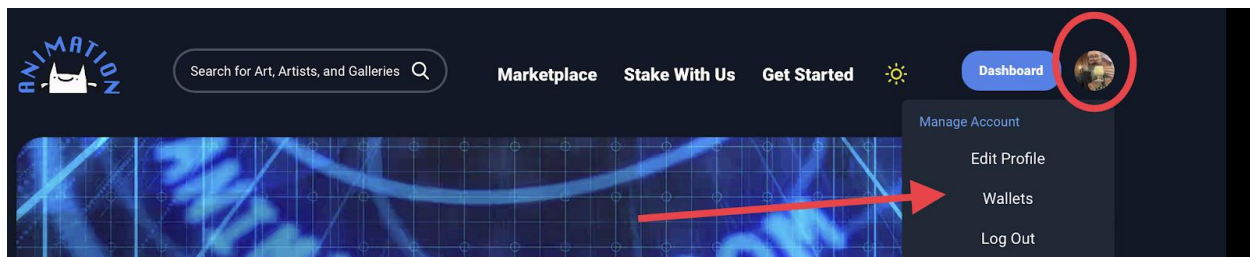 ANIMATION
Search for Art, Artists, and Galleries
Marketplace
Stake With Us
Get Started
Dashboard
Manage Account
Edit Profile
Wallets
Log Out